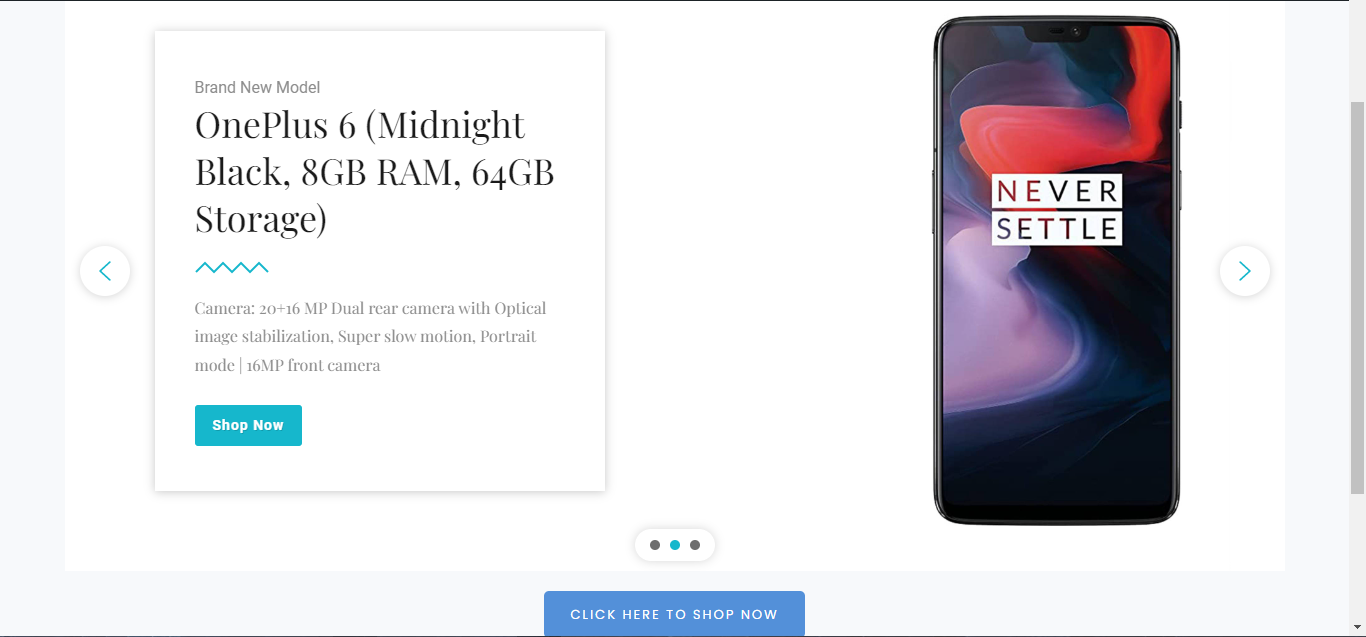 Brand New Model
OnePlus 6 (Midnight
Black, 8GB RAM, 64GB
Storage)
Camera: 20+16 MP Dual rear camera with Optical
image stabilization, Super slow motion, Portrait
mode | 16MP front camera
Shop Now
NEVER
SETTLE
CLICK HERE TO SHOP NOW